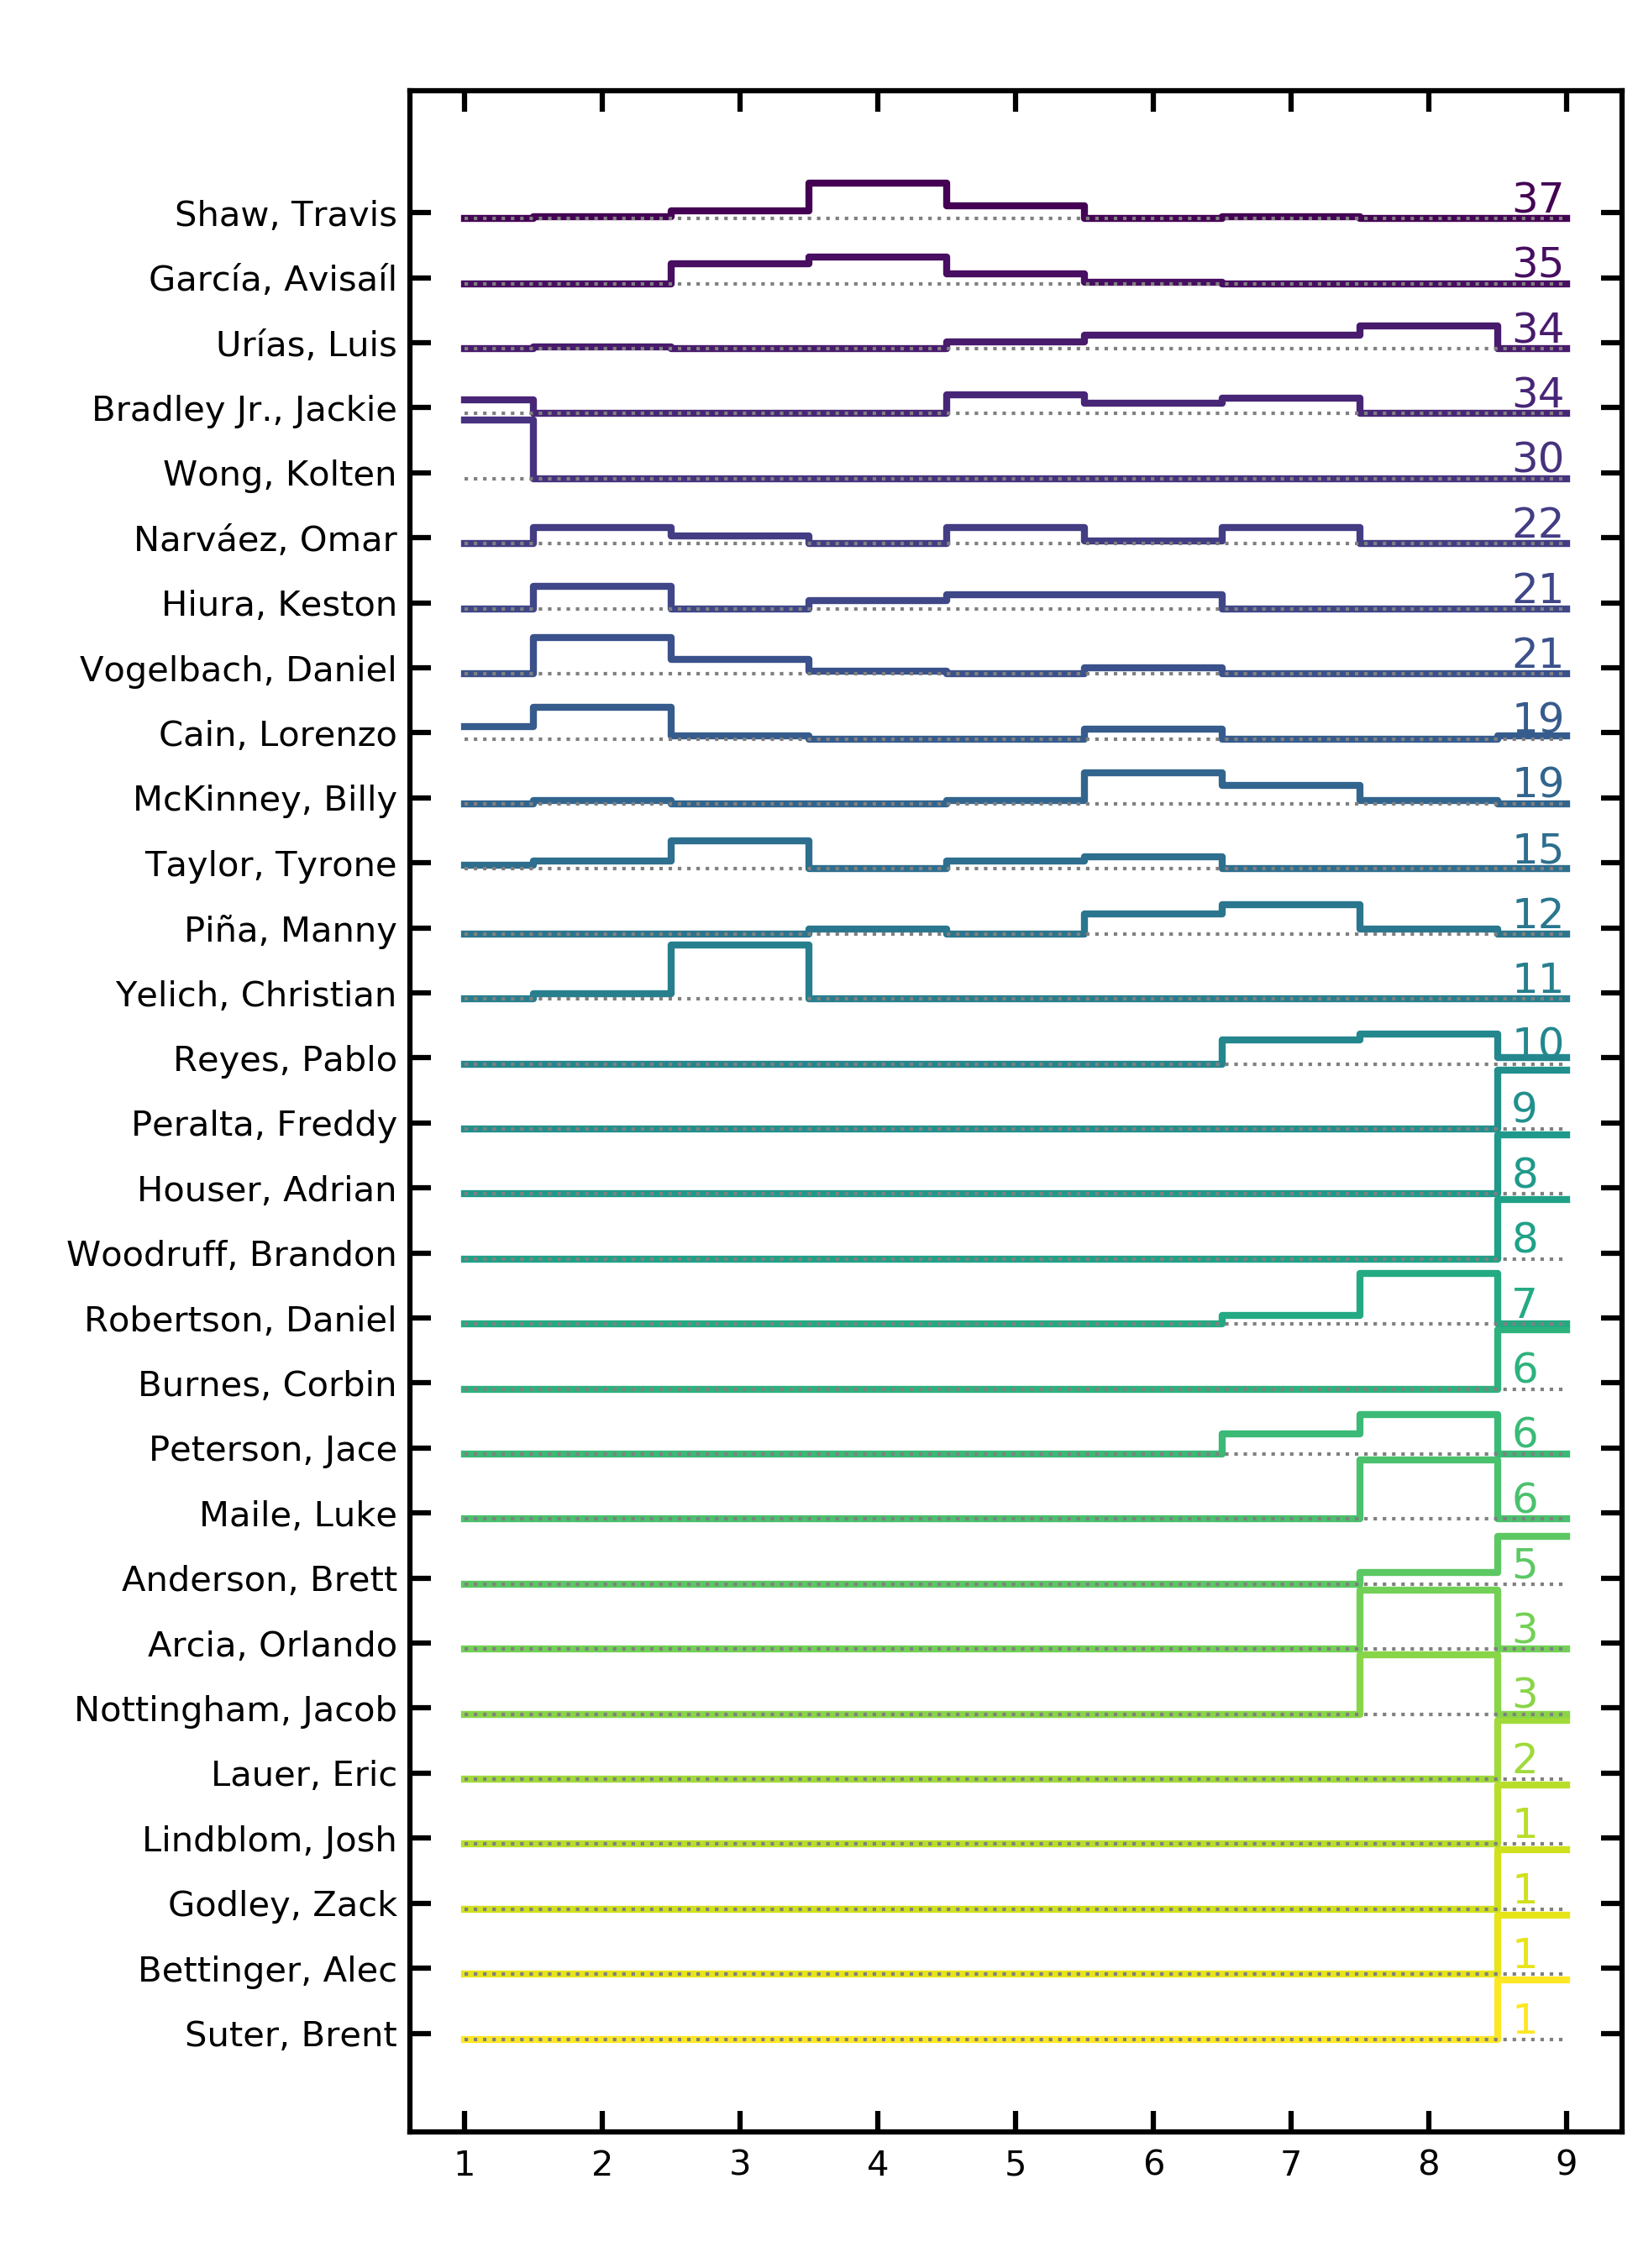 Shaw, Travis 37
García, Avisaíl 35
Urías, Luis 34
Bradley Jr., Jackie 34
Wong, Kolten 30
Narváez, Omar 22
Hiura, Keston 21
Vogelbach, Daniel 21
Cain, Lorenzo 19
McKinney, Billy 19
Taylor, Tyrone 15
Piña, Manny 12
Yelich, Christian 11
Reyes, Pablo 10
Peralta, Freddy 9
Houser, Adrian 8
Woodruff, Brandon 8
Robertson, Daniel 7
Burnes, Corbin 6
Peterson, Jace 6
Maile, Luke 6
Anderson, Brett 5
Arcia, Orlando 3
Nottingham, Jacob 3
Lauer, Eric 2
Lindblom, Josh 1
Godley, Zack 1
Bettinger, Alec 1
Suter, Brent 1
1 2 3 4 5 6 7 8 9